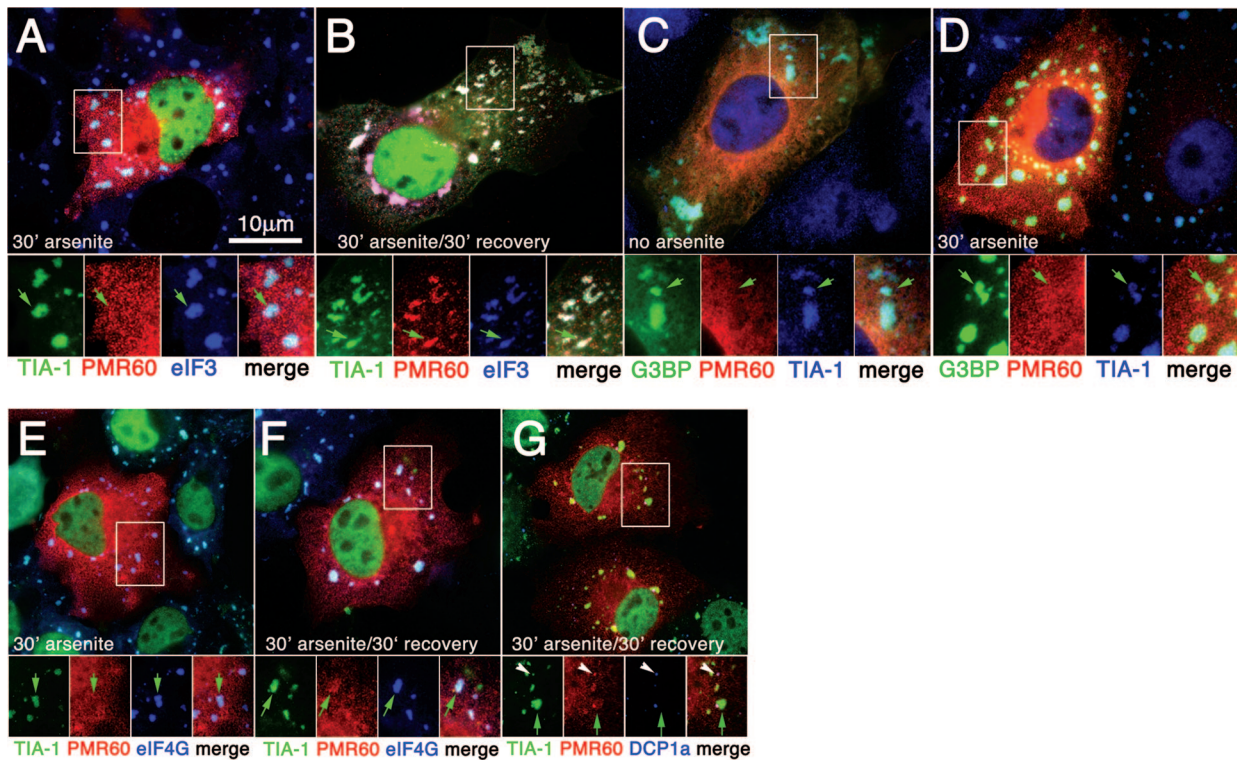 A
B
C
D
10µm
30' arsenite
30' arsenite/30' recovery
no arsenite
30' arsenite
TIA-1 PMR60 eIF3 merge
TIA-1 PMR60 eIF3 merge
G3BP PMR60 TIA-1 merge
G3BP PMR60 TIA-1 merge
E
F
G
30' arsenite
30' arsenite/30' recovery
30' arsenite/30' recovery
TIA-1 PMR60 eIF4G merge
TIA-1 PMR60 eIF4G merge
TIA-1 PMR60 DCP1a merge